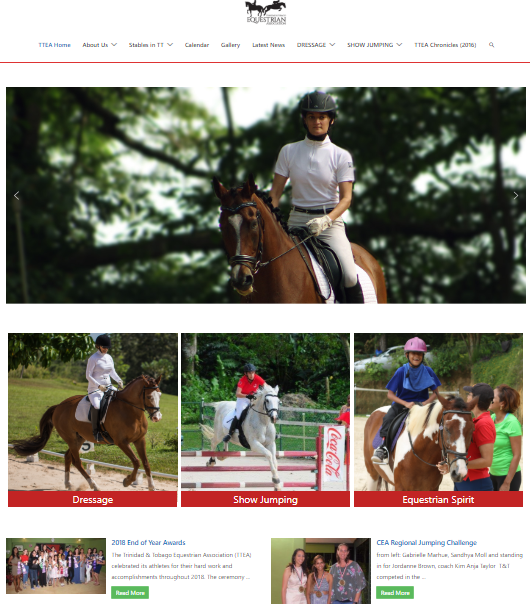 EQUESTRIAN
TTEA Home About Us Stables in TT Calendar Gallery Latest News DRESSAGE SHOW JUMPING TTEA Chronicles (2016)
Coca-Cola
Dressage
Show Jumping
Equestrian Spirit
2018 End of Year Awards
The Trinidad & Tobago Equestrian Association (TTEA)
celebrated its athletes for their hard work and
accomplishments throughout 2018. The ceremony ...
Read More
CEA Regional Jumping Challenge
from left: Gabrielle Marhue, Sandhya Moll and standing
in for Jordanne Brown, coach Kim Anja Taylor T&T
competed in the ...
Read More